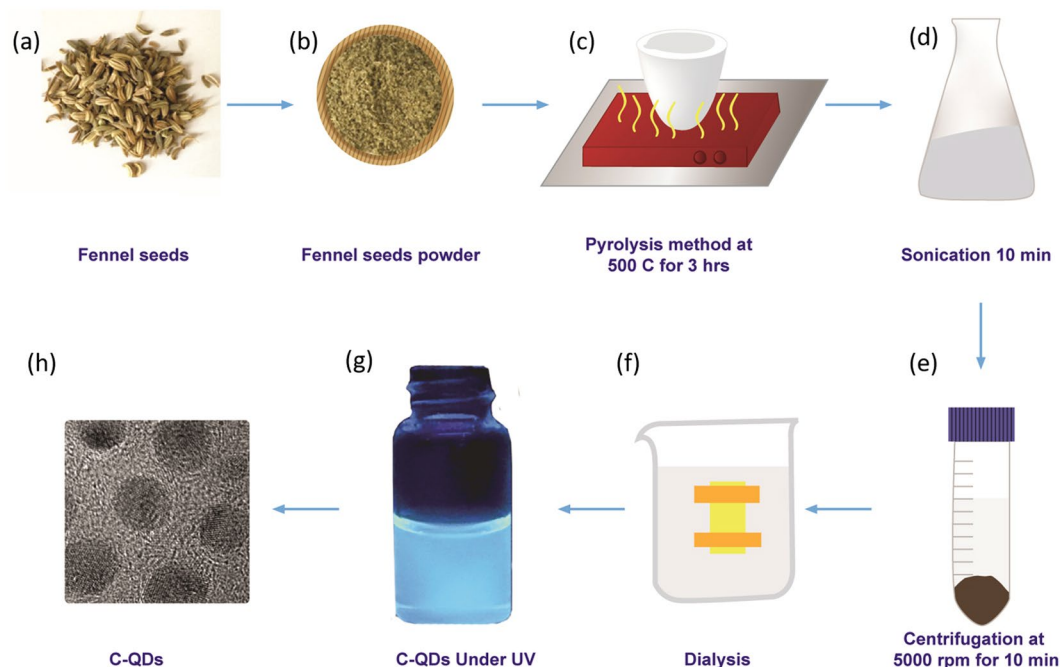 (a)
(b)
(c)
(d)
Fennel seeds
Fennel seeds powder
Pyrolysis method at
500 C for 3 hrs
Sonication 10 min
(h)
(g)
(f)
(e)
C-QDs
C-QDs Under UV
Dialysis
Centrifugation at
5000 rpm for 10 min